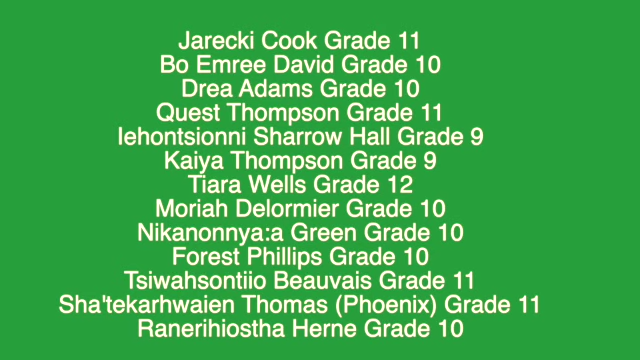 Jarecki Cook Grade 11
Bo Emree David Grade 10
Drea Adams Grade 10
Quest Thompson Grade 11
Iehontsionni Sharrow Hall Grade 9
Kaiya Thompson Grade 9
Tiara Wells Grade 12
Moriah Delormier Grade 10
Nikanonnya:a Green Grade 10
Forest Phillips Grade 10
Tsiwahsontiio Beauvais Grade 11
Sha'tekarhwaien Thomas (Phoenix) Grade 11
Ranerihiostha Herne Grade 10